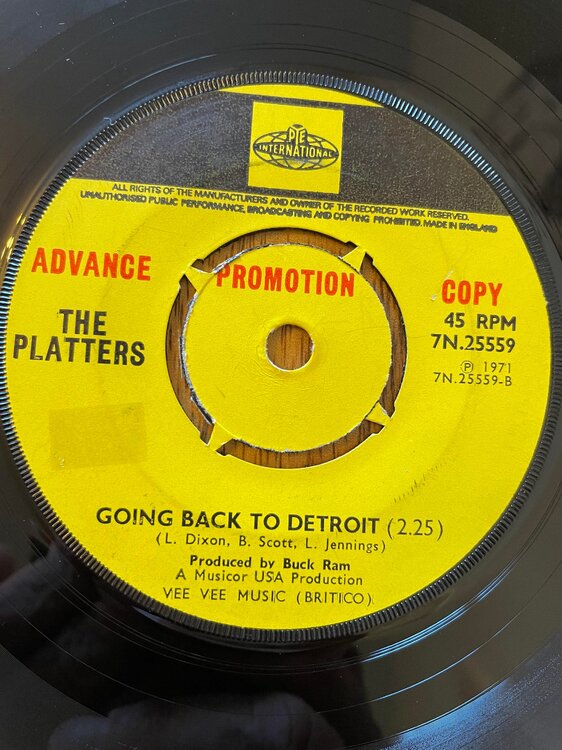 PYE
INTERNATIONAL
ALL RIGHTS OF THE MANUFACTURERS AND OWNER OF THE RECORDED WORK RESERVED.
UNAUTHORISED PUBLIC PERFORMANCE, BROADCASTING AND COPYING PROHIBITED. MADE IN ENGLAND
ADVANCE PROMOTION COPY
THE
PLATTERS
45 RPM
7N.25559
Ⓟ 1971
7N.25559-B
GOING BACK TO DETROIT (2.25)
(L. Dixon, B. Scott, L. Jennings)
Produced by Buck Ram
A Musicor USA Production
VEE VEE MUSIC (BRITICO)